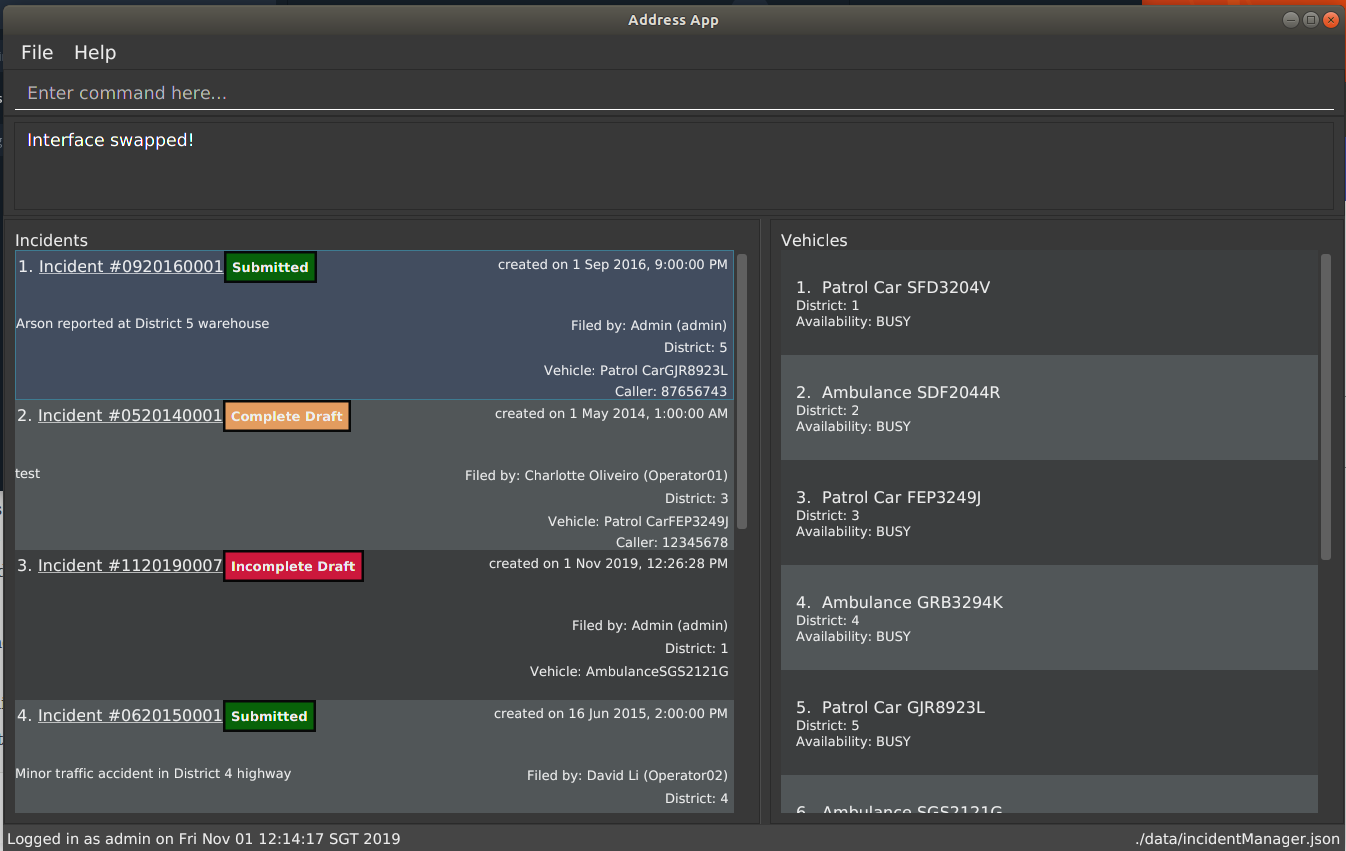 Address App
File Help
Enter command here...
Interface swapped!
Incidents
1. Incident #0920160001 Submitted created on 1 Sep 2016, 9:00:00 PM
Arson reported at District 5 warehouse Filed by: Admin (admin)
District: 5
Vehicle: Patrol CarGJR8923L
Caller: 87656743
2. Incident #0520140001 Complete Draft created on 1 May 2014, 1:00:00 AM
test Filed by: Charlotte Oliveiro (Operator01)
District: 3
Vehicle: Patrol CarFEP3249J
Caller: 12345678
3. Incident #1120190007 Incomplete Draft created on 1 Nov 2019, 12:26:28 PM
Filed by: Admin (admin)
District: 1
Vehicle: AmbulanceSGS2121G
4. Incident #0620150001 Submitted created on 16 Jun 2015, 2:00:00 PM
Minor traffic accident in District 4 highway Filed by: David Li (Operator02)
District: 4
Vehicles
1. Patrol Car SFD3204V
District: 1
Availability: BUSY
2. Ambulance SDF2044R
District: 2
Availability: BUSY
3. Patrol Car FEP3249J
District: 3
Availability: BUSY
4. Ambulance GRB3294K
District: 4
Availability: BUSY
5. Patrol Car GJR8923L
District: 5
Availability: BUSY
6. Ambulance SGS2121G
Logged in as admin on Fri Nov 01 12:14:17 SGT 2019 ./data/incidentManager.json